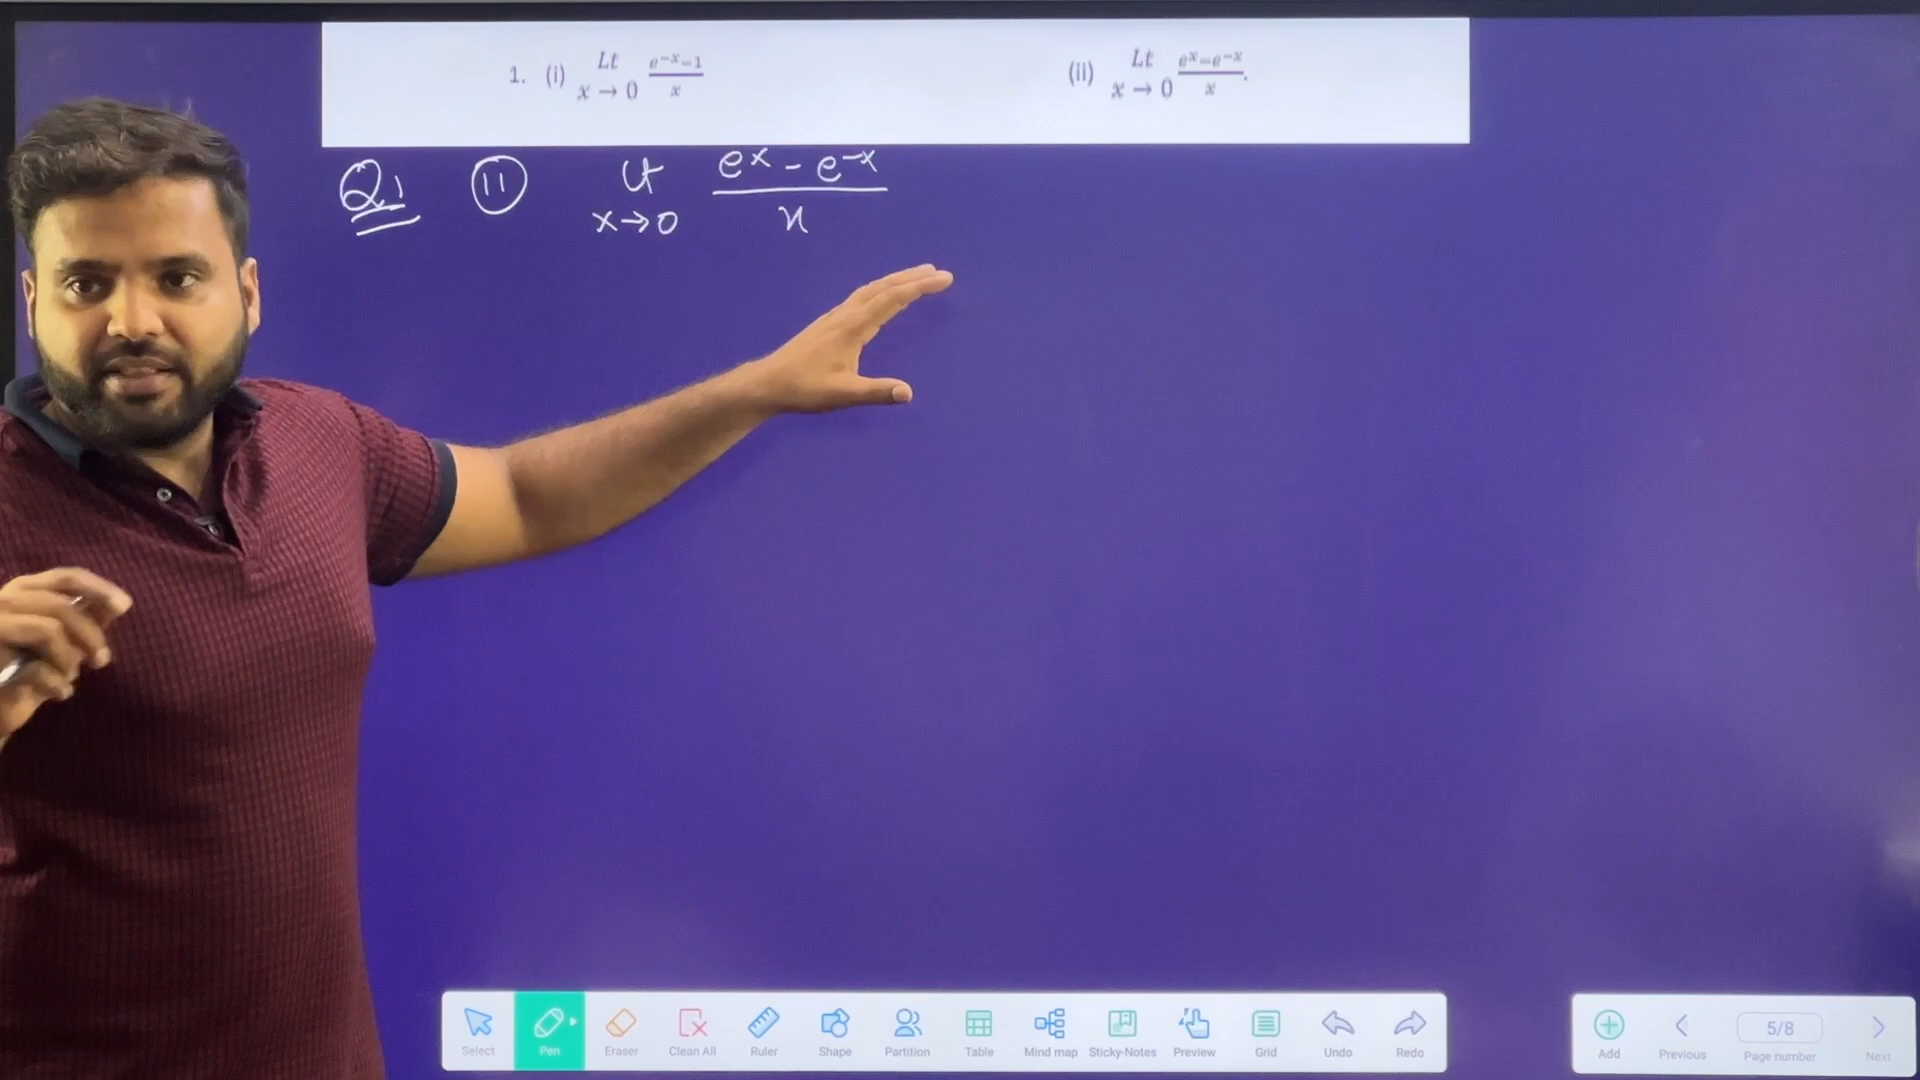 1. (i) Lt x → 0 e^{-x}-1 / x (ii) Lt x → 0 e^x-e^{-x} / x.
Q1 (ii) Lt x→0 e^x - e^{-x} / x
Select Pen Eraser Clean All Ruler Shape Partition Table Mind map Sticky-Notes Preview Grid Undo Redo
5/8
Add Previous Page number Next